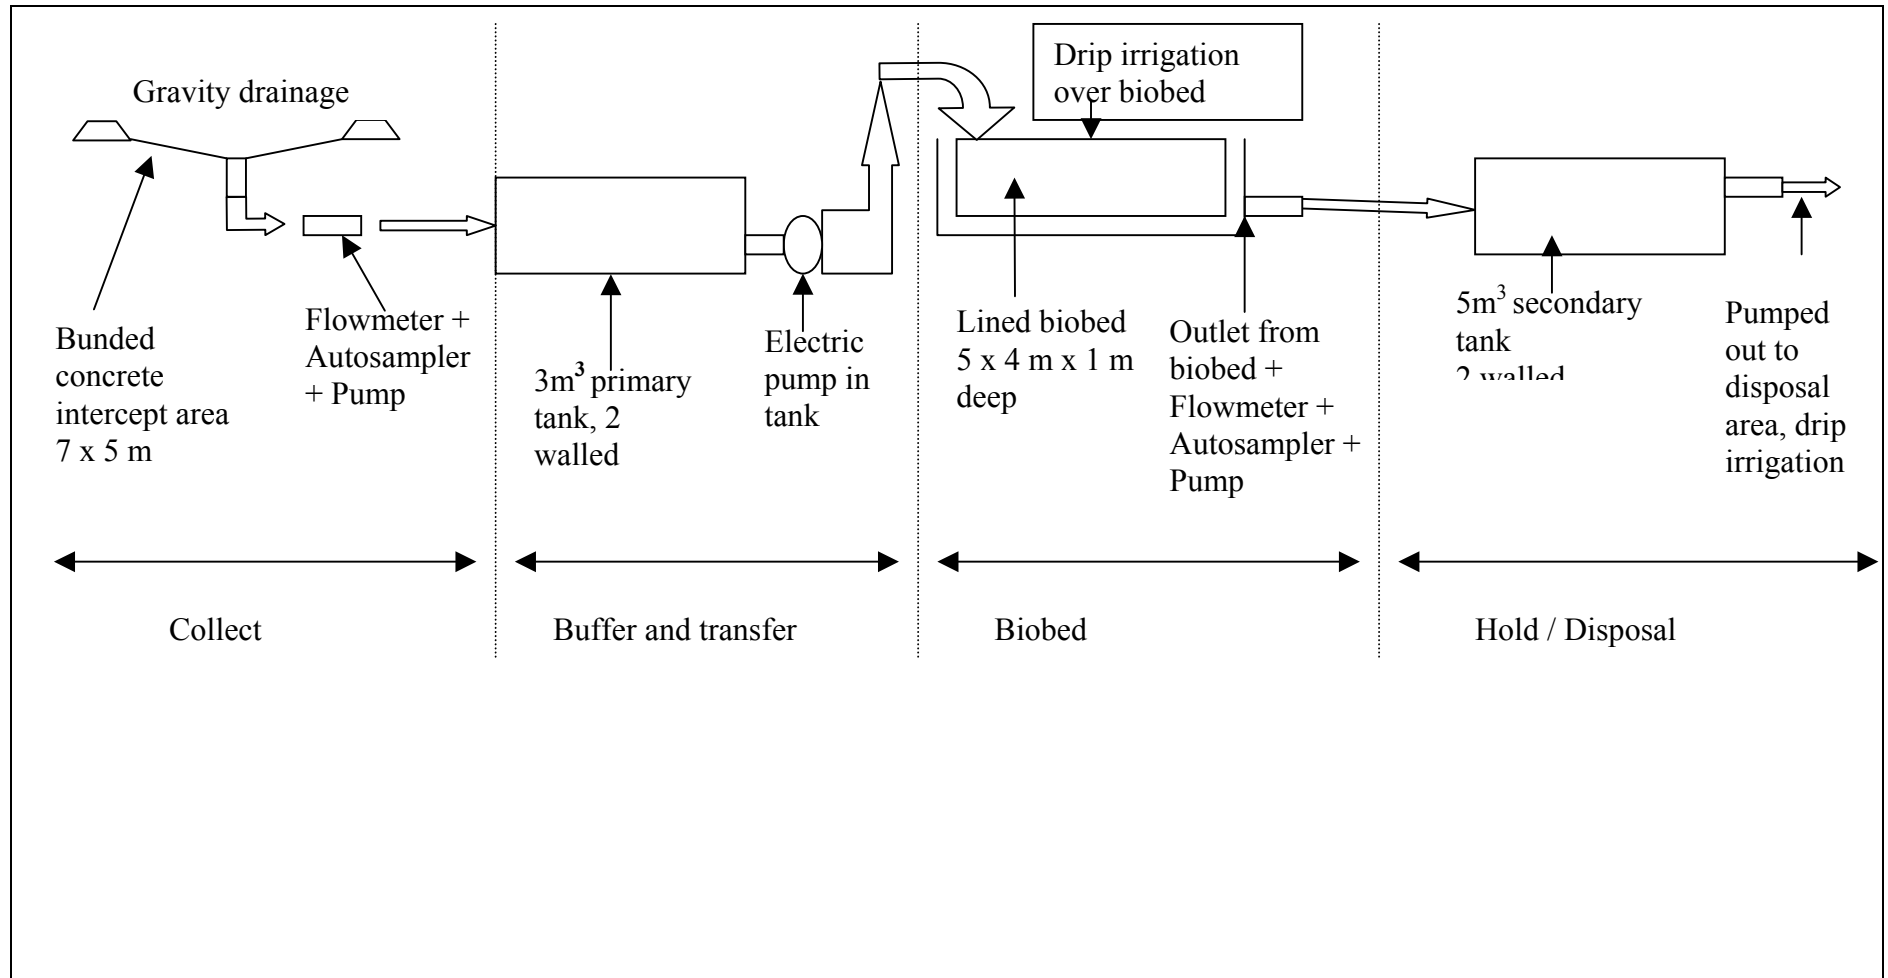 Drip irrigation
over biobed
Gravity drainage
Bunded
concrete
intercept area
7 x 5 m
Flowmeter +
Autosampler
+ Pump
3m³ primary
tank, 2
walled
Electric
pump in
tank
Lined biobed
5 x 4 m x 1 m
deep
Outlet from
biobed +
Flowmeter +
Autosampler +
Pump
5m³ secondary
tank
2 walled
Pumped
out to
disposal
area, drip
irrigation
Collect
Buffer and transfer
Biobed
Hold / Disposal